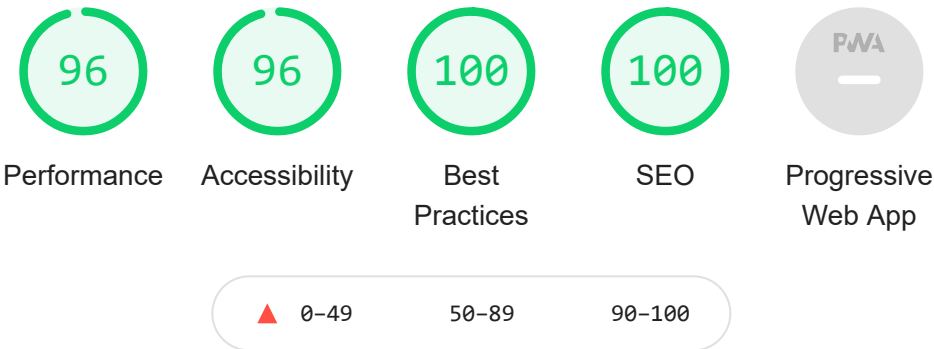 96 96 100 100 PWA
Performance Accessibility Best SEO Progressive
Practices Web App
0–49 50–89 90–100